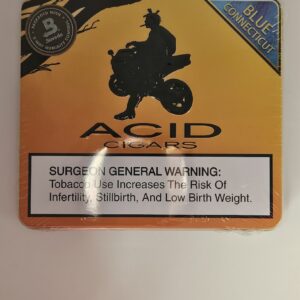 BLUE
CONNECTICUT
ACID
CIGARS
SURGEON GENERAL WARNING:
Tobacco Use Increases The Risk Of
Infertility, Stillbirth, And Low Birth Weight.